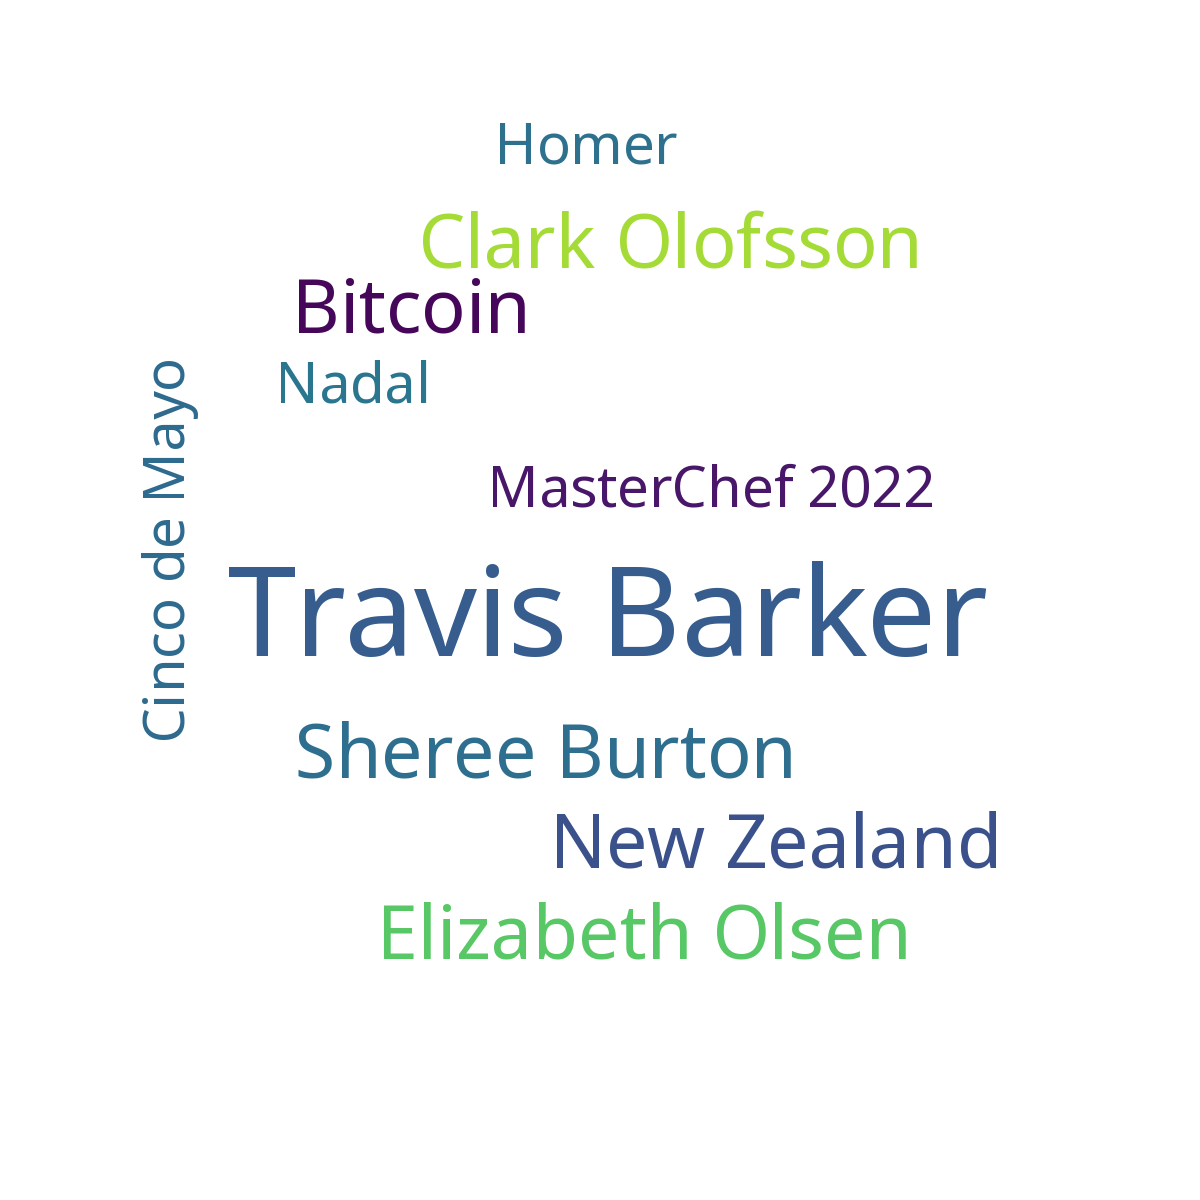 Homer
Clark Olofsson
Bitcoin
Nadal
Cinco de Mayo
MasterChef 2022
Travis Barker
Sheree Burton
New Zealand
Elizabeth Olsen